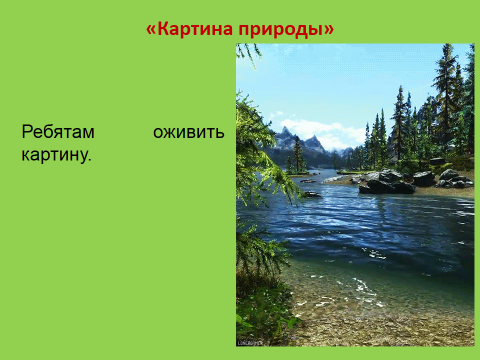 «Картина природы»
Ребятам оживить
картину.